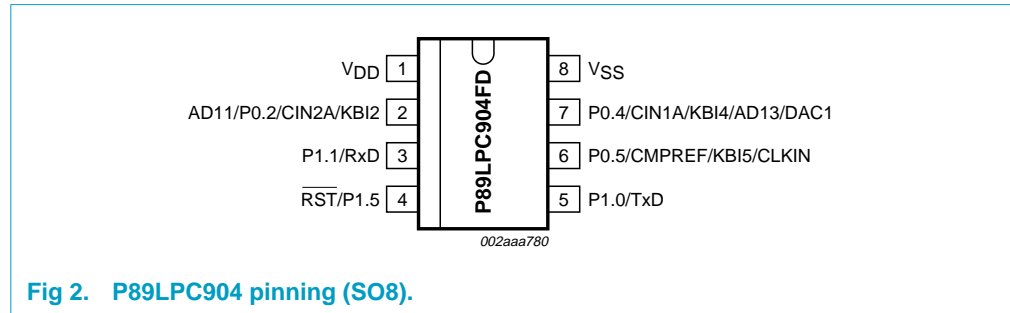 VDD 1 8 VSS
AD11/P0.2/CIN2A/KBI2 2 7 P0.4/CIN1A/KBI4/AD13/DAC1
P1.1/RxD 3 6 P0.5/CMPREF/KBI5/CLKIN
RST/P1.5 4 5 P1.0/TxD
P89LPC904FD
002aaa780
Fig 2. P89LPC904 pinning (SO8).